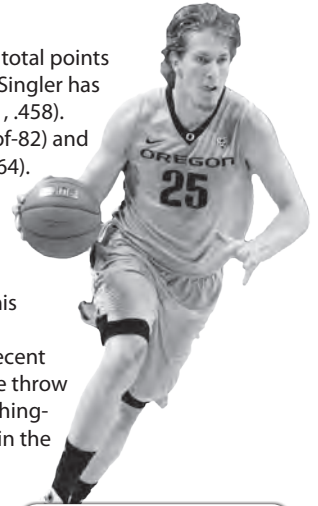 total points
Singler has
, .458).
of-82) and
64).
OREGON
25
his
ecent
e throw
hing-
in the